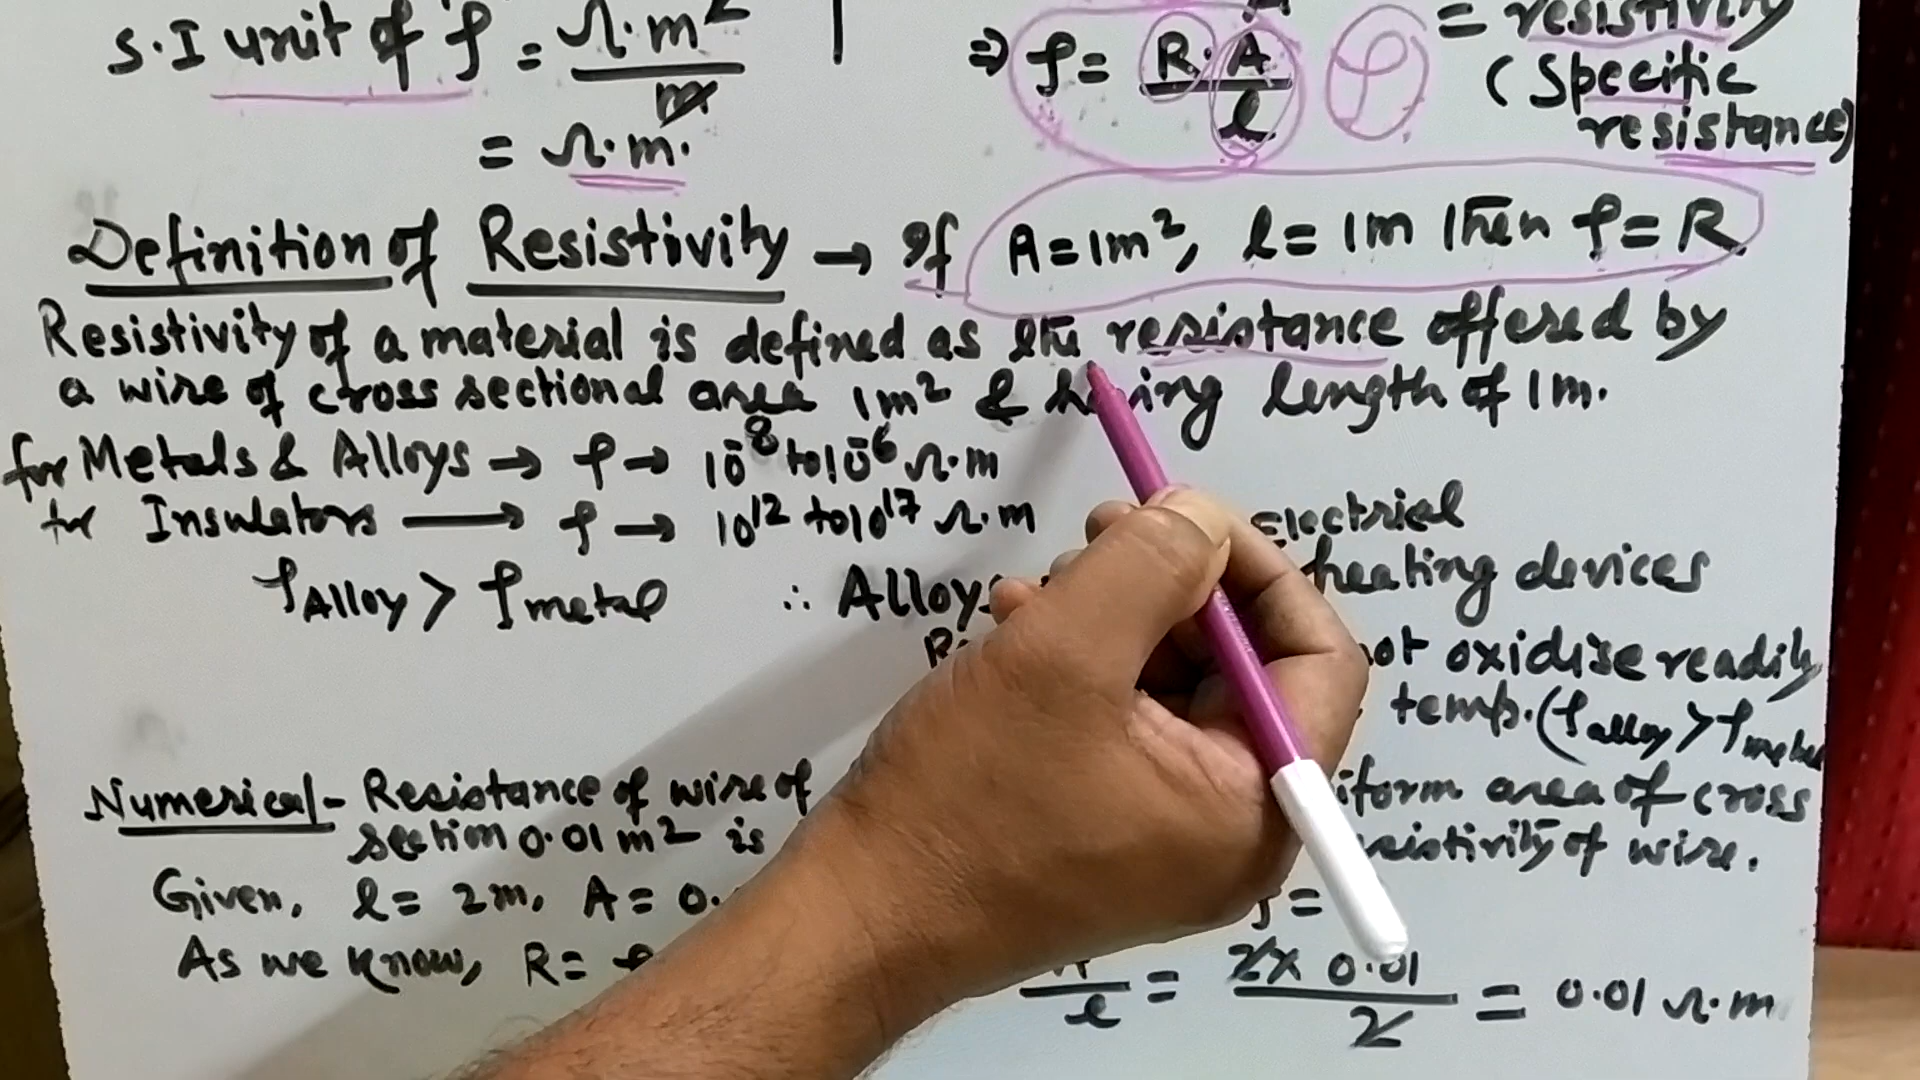 S.I unit of ρ = Ω.m²
m
= Ω.m.
⇒ ρ = R.A
l
ρ
= resistivity
(Specific
resistance)
Definition of Resistivity → If A = 1m², l = 1m Then ρ = R
Resistivity of a material is defined as the resistance offered by
a wire of cross sectional area 1m² & having length of 1m.
for Metals & Alloys → ρ → 10⁻⁸ to 10⁻⁶ Ω.m
for Insulators ⟶ ρ → 10¹² to 10¹⁷ Ω.m
ρAlloy > ρmetal
∴ Alloys
Electrical
heating devices
not oxidise readily
temp. (ρalloy > ρmetal
Numerical - Resistance of wire of
section 0.01 m² is
of cross
area
resistivity of wire.
Given, l = 2m, A = 0.
ρ =
As we know, R = ρ
l = 2 x 0.01
2
= 0.01 Ω.m